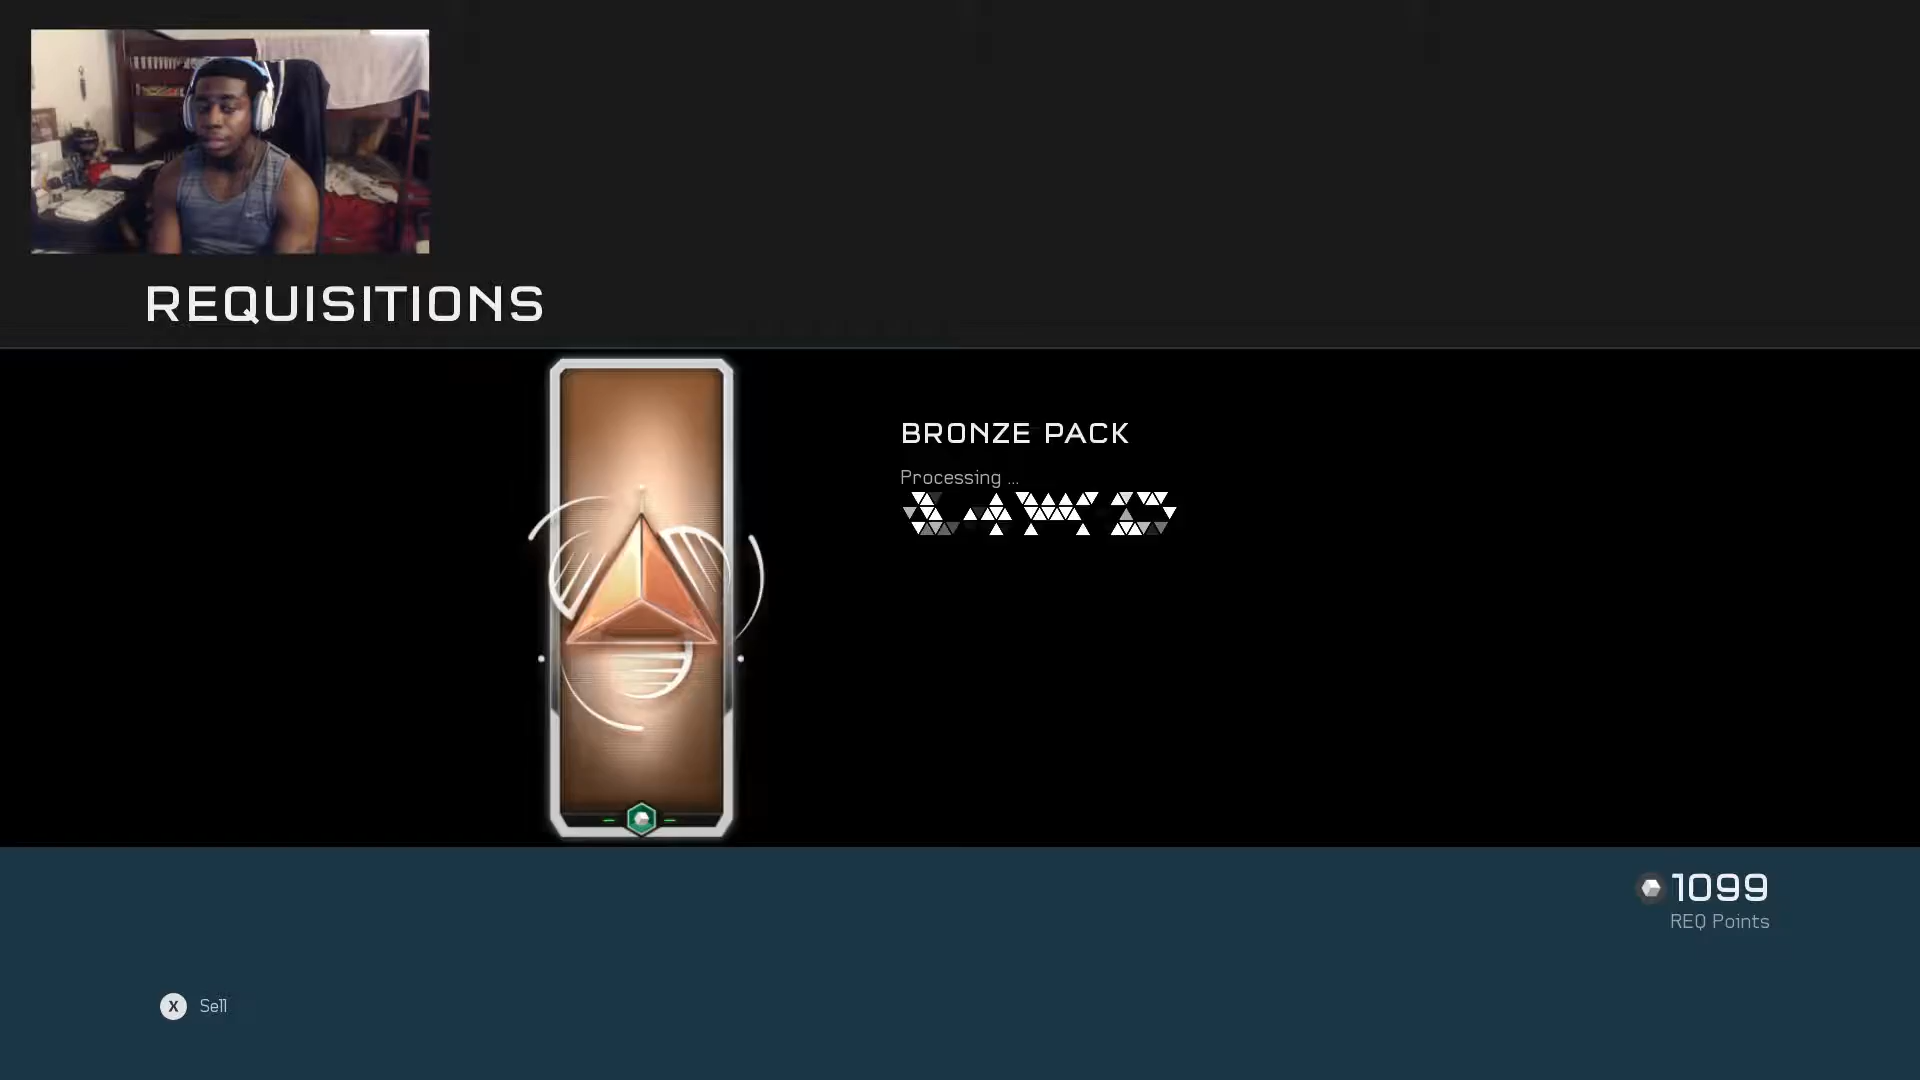 REQUISITIONS
BRONZE PACK
Processing ...
1099
REQ Points
X Sell